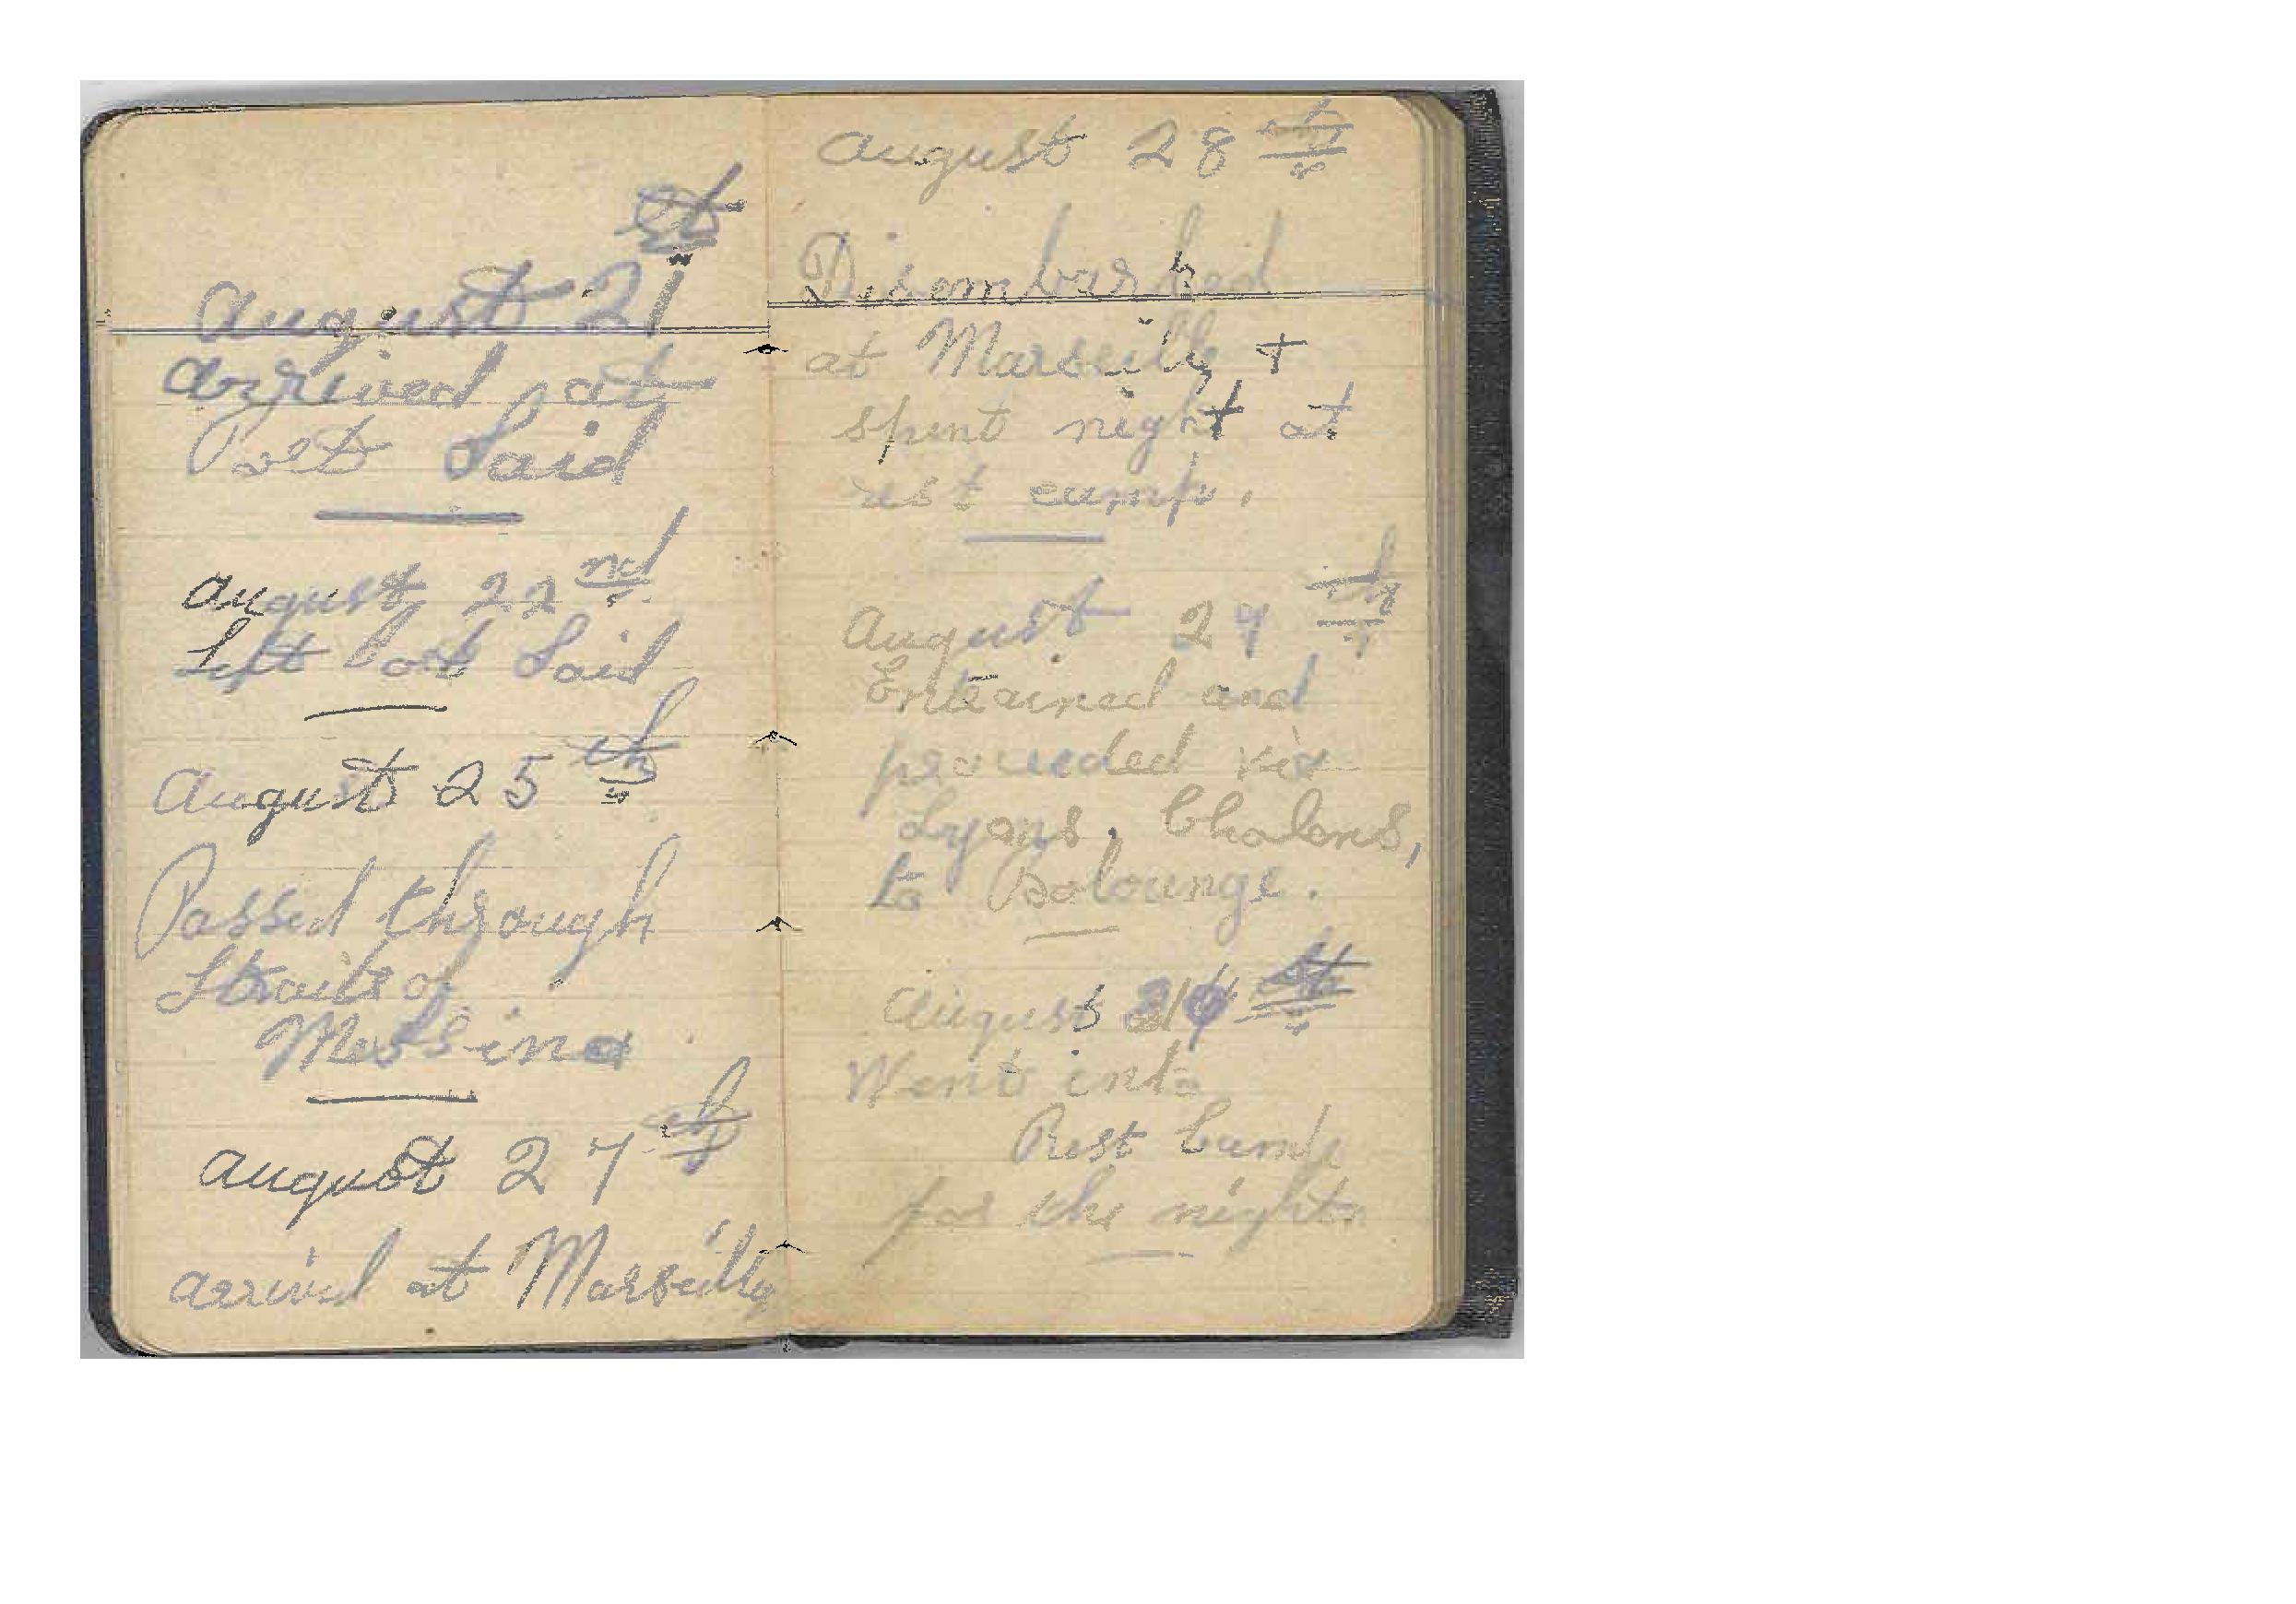 August 21st
Arrived at
Port Said
August 22nd
Left Port Said
August 25th
Passed through
Straits of
Messina
August 27th
arrived at Marseilles
August 28th
Disembarked
at Marseilles +
spent night at
rest camp.
August 29th
Entrained and
proceeded via
Lyons, Chalons,
to Bolounge.
August 31st
Went into
Rest Camp
for the night.